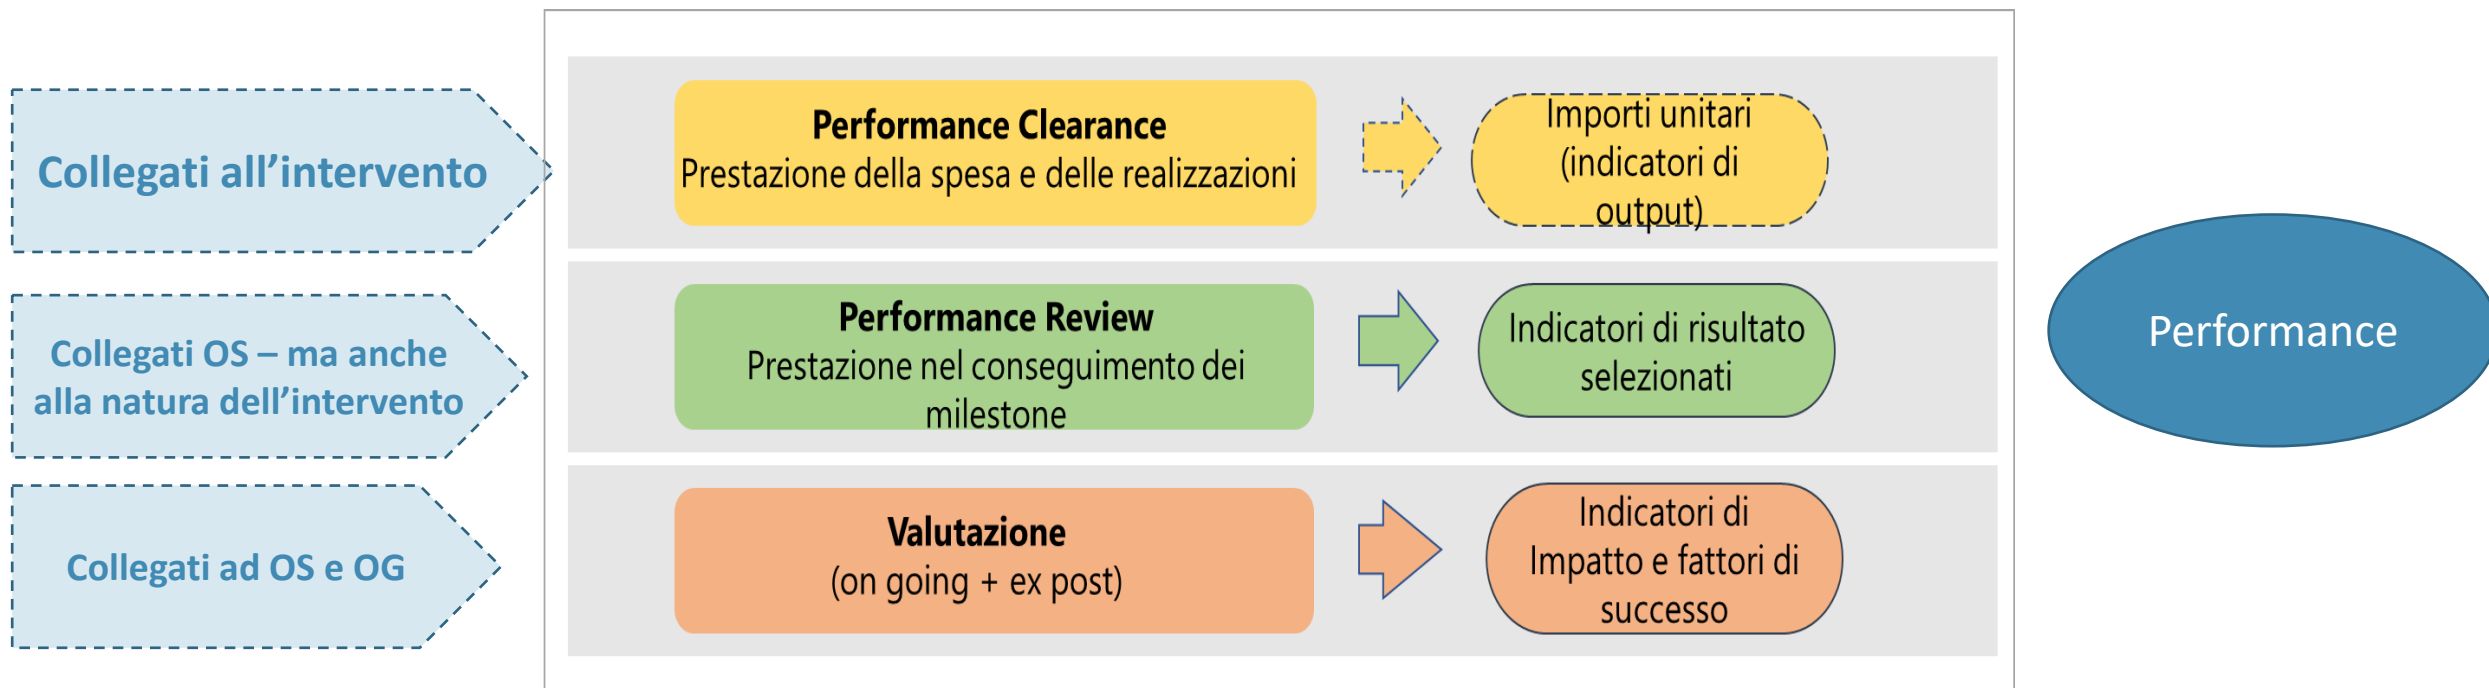 Collegati all’intervento
Performance Clearance
Prestazione della spesa e delle realizzazioni
Importi unitari
(indicatori di
output)
Collegati OS – ma anche
alla natura dell’intervento
Performance Review
Prestazione nel conseguimento dei
milestone
Indicatori di risultato
selezionati
Collegati ad OS e OG
Valutazione
(on going + ex post)
Indicatori di
Impatto e fattori di
successo
Performance